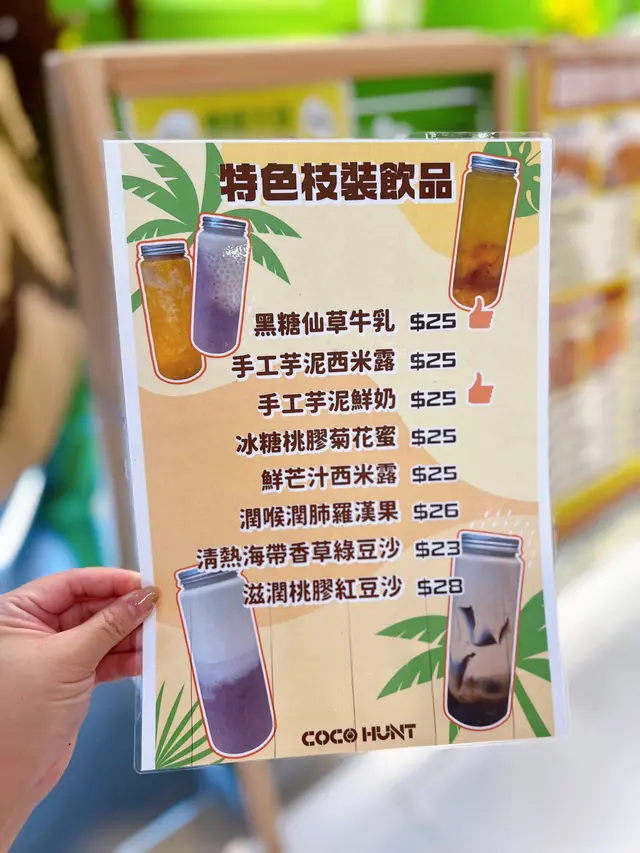 特色枝裝飲品
黑糖仙草牛乳 $25
手工芋泥西米露 $25
手工芋泥鮮奶 $25
冰糖桃膠菊花蜜 $25
鮮芒汁西米露 $25
潤喉潤肺羅漢果 $26
清熱海帶香草綠豆沙 $23
滋潤桃膠紅豆沙 $28
COCO HUNT